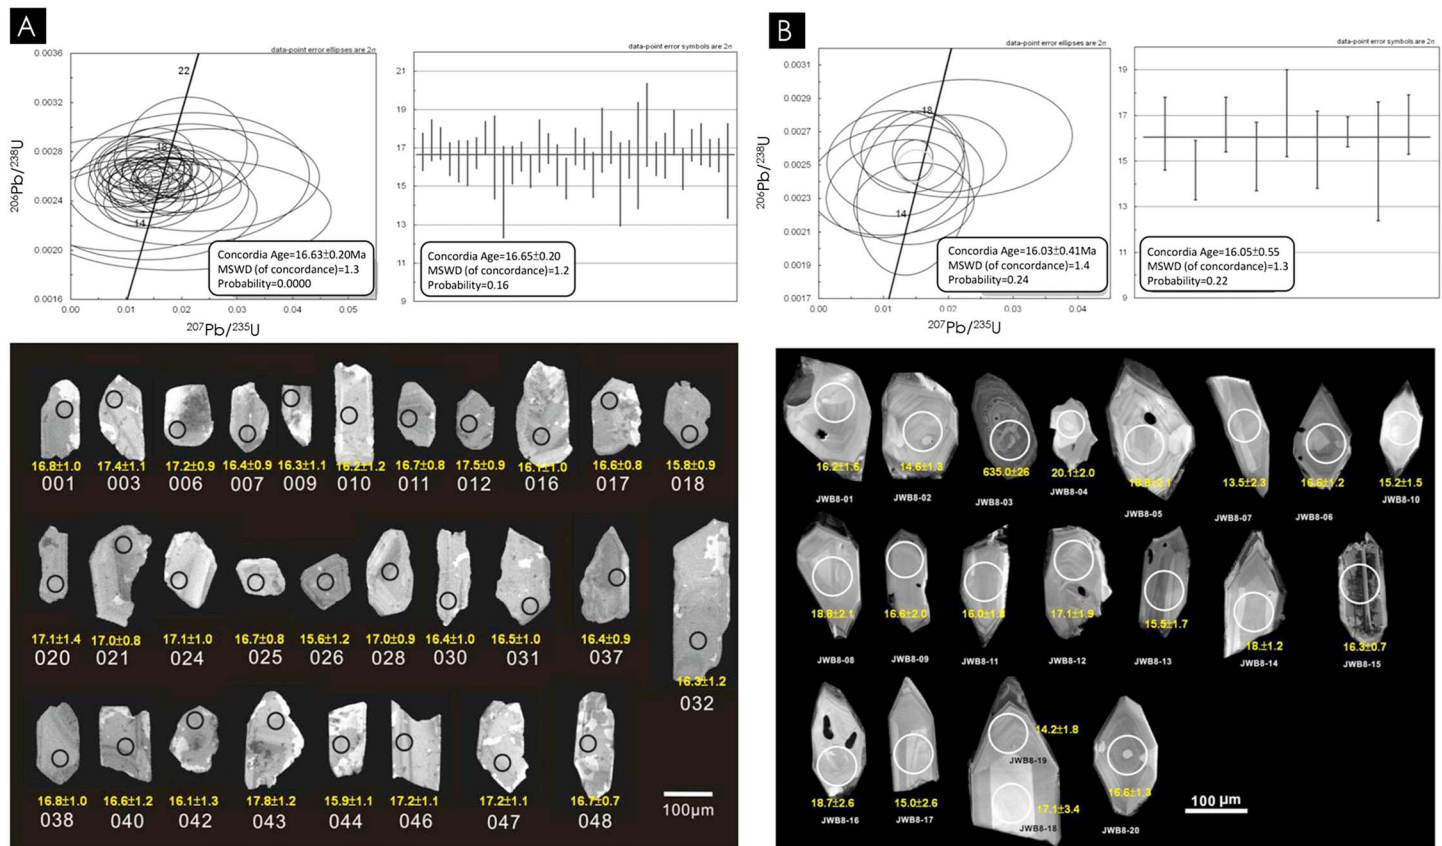 A
data-point error ellipses are 2σ
0.0036
0.0032
0.0028
0.0024
0.0020
0.0016
206Pb/238U
22
18
14
Concordia Age=16.63±0.20Ma
MSWD (of concordance)=1.3
Probability=0.0000
0.00
0.01
0.02
0.03
0.04
0.05
207Pb/235U
data-point error symbols are 2σ
21
19
17
15
13
11
9
Concordia Age=16.65±0.20
MSWD (of concordance)=1.2
Probability=0.16
B
data-point error ellipses are 2σ
0.0031
0.0029
0.0027
0.0025
0.0023
0.0021
0.0019
0.0017
206Pb/238U
18
14
Concordia Age=16.03±0.41Ma
MSWD (of concordance)=1.4
Probability=0.24
0.00
0.01
0.02
0.03
0.04
207Pb/235U
data-point error symbols are 2σ
19
17
15
13
11
9
Concordia Age=16.05±0.55
MSWD (of concordance)=1.3
Probability=0.22
16.8±1.0 17.4±1.1 17.2±0.9 16.4±0.9 16.3±1.1 16.2±1.2 16.7±0.8 17.5±0.9 16.1±1.0 16.6±0.8 15.8±0.9
001 003 006 007 009 010 011 012 016 017 018
17.1±1.4 17.0±0.8 17.1±1.0 16.7±0.8 15.6±1.2 17.0±0.9 16.4±1.0 16.5±1.0 16.4±0.9
020 021 024 025 026 028 030 031 037
16.3±1.2
032
16.8±1.0 16.6±1.2 16.1±1.3 17.8±1.2 15.9±1.1 17.2±1.1 17.2±1.1 16.7±0.7
038 040 042 043 044 046 047 048
100μm
16.2±1.6 14.6±1.3 635.0±26 20.1±2.0 13.5±2.3 16.6±1.2 15.2±1.5
JWB8-01 JWB8-02 JWB8-03 JWB8-04 JWB8-05 JWB8-07 JWB8-06 JWB8-10
18.8±2.1 16.6±2.0 16.0±1.8 17.1±1.9 15.5±1.7 18.±1.2 16.3±0.7
JWB8-08 JWB8-09 JWB8-11 JWB8-12 JWB8-13 JWB8-14 JWB8-15
14.2±1.8
JWB8-19
18.7±2.6 15.0±2.6 17.1±3.4 16.6±1.3
JWB8-16 JWB8-17 JWB8-18 JWB8-20
100 μm